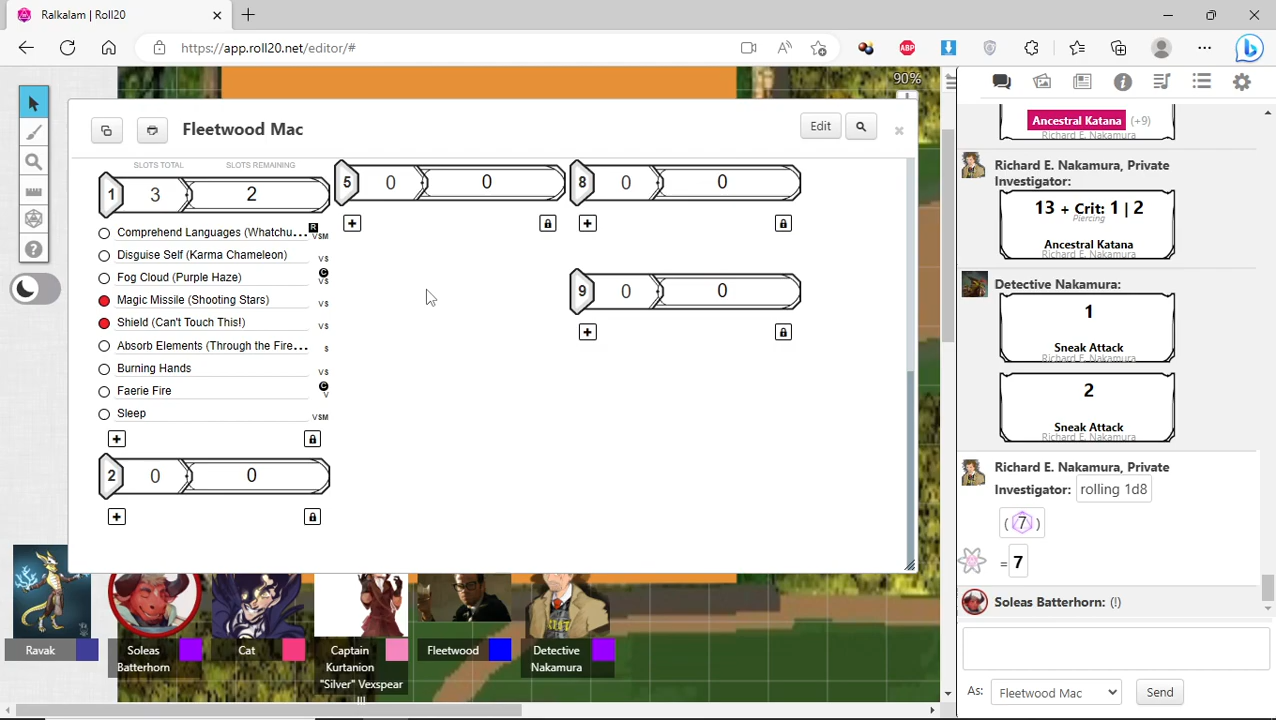 Ralkalam | Roll20
https://app.roll20.net/editor/#
ABP
90%
Fleetwood Mac
Edit
SLOTS TOTAL
SLOTS REMAINING
1
3
2
Comprehend Languages (Whatchu...
R
VSM
Disguise Self (Karma Chameleon)
VS
Fog Cloud (Purple Haze)
C
VS
Magic Missile (Shooting Stars)
VS
Shield (Can't Touch This!)
VS
Absorb Elements (Through the Fire...
S
Burning Hands
VS
Faerie Fire
C
V
Sleep
VSM
2
0
0
5
0
0
8
0
0
9
0
0
Ancestral Katana (+9)
Richard E. Nakamura
Richard E. Nakamura, Private
Investigator:
13 + Crit: 1 | 2
Piercing
Ancestral Katana
Richard E. Nakamura
Detective Nakamura:
1
Sneak Attack
Richard E. Nakamura
2
Sneak Attack
Richard E. Nakamura
Richard E. Nakamura, Private
Investigator: rolling 1d8
(7)
=7
Soleas Batterhorn: (!)
As: Fleetwood Mac
Send
Ravak
Soleas
Batterhorn
Cat
Captain
Kurtanion
"Silver" Vexspear
III
Fleetwood
Detective
Nakamura